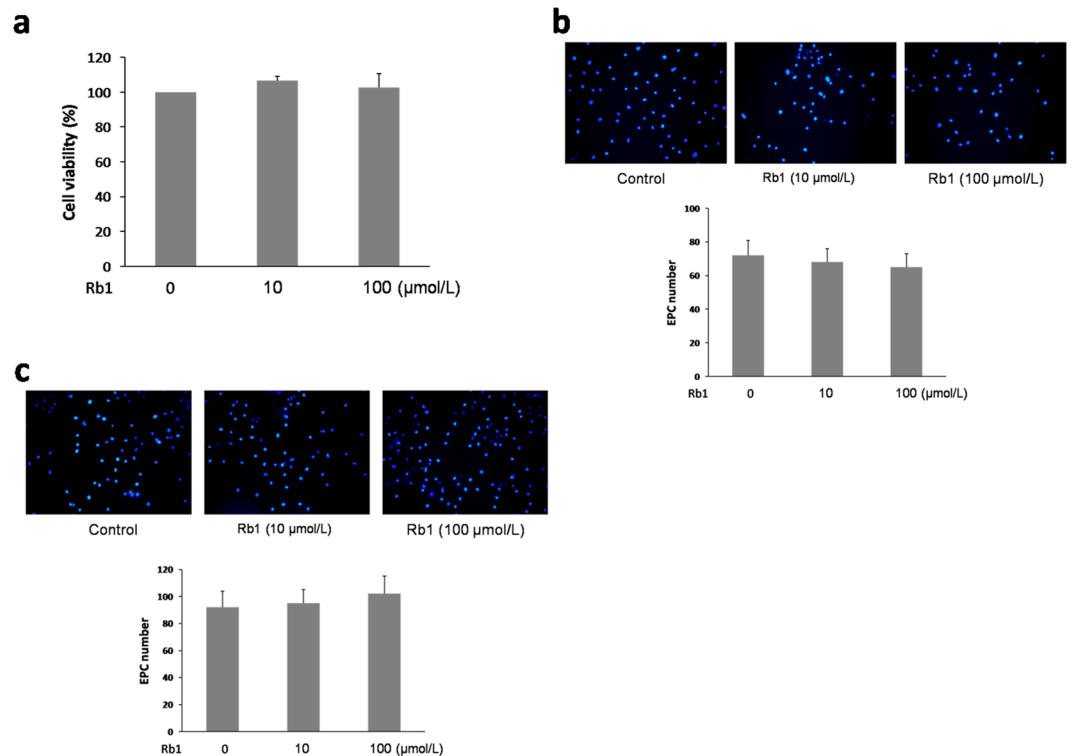 a
120
100
80
60
40
20
0
Cell viability (%)
Rb1 0 10 100 (μmol/L)
b
Control Rb1 (10 μmol/L) Rb1 (100 μmol/L)
100
80
60
40
20
0
EPC number
Rb1 0 10 100 (μmol/L)
c
Control Rb1 (10 μmol/L) Rb1 (100 μmol/L)
120
100
80
60
40
20
0
EPC number
Rb1 0 10 100 (μmol/L)